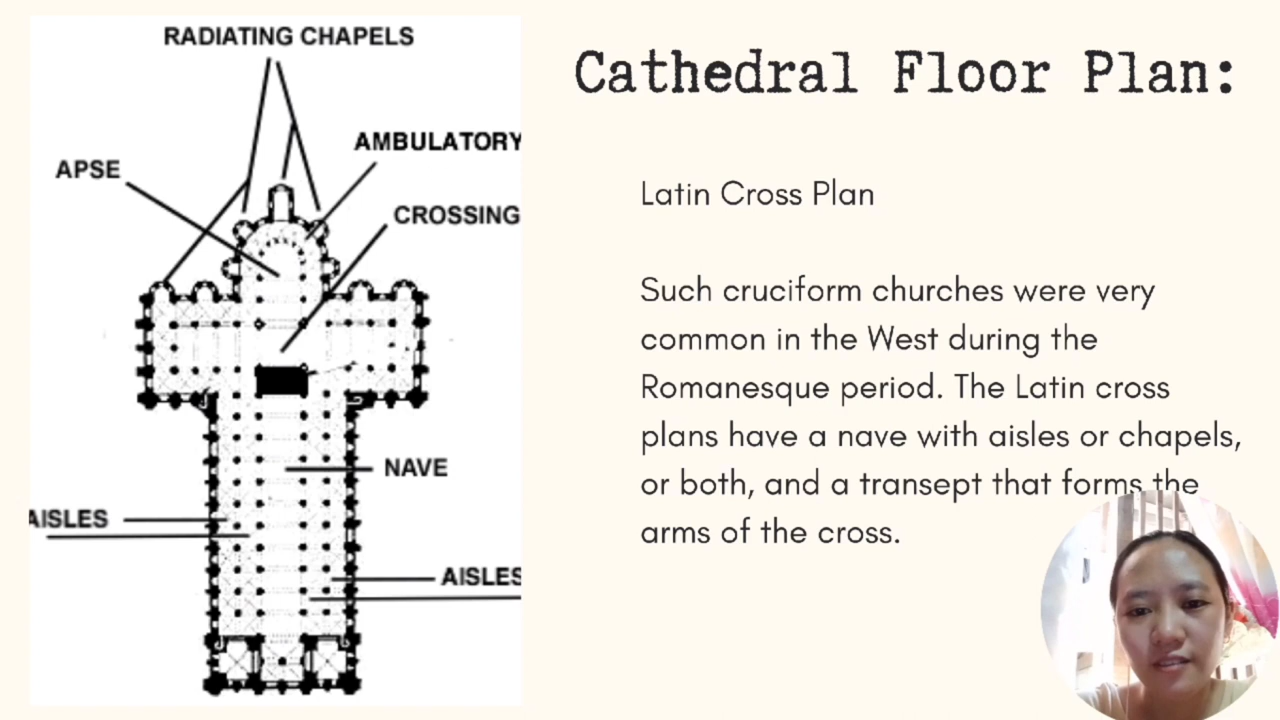 RADIATING CHAPELS
AMBULATORY
APSE
CROSSING
NAVE
AISLES
AISLES
Cathedral Floor Plan:
Latin Cross Plan
Such cruciform churches were very
common in the West during the
Romanesque period. The Latin cross
plans have a nave with aisles or chapels,
or both, and a transept that forms the
arms of the cross.